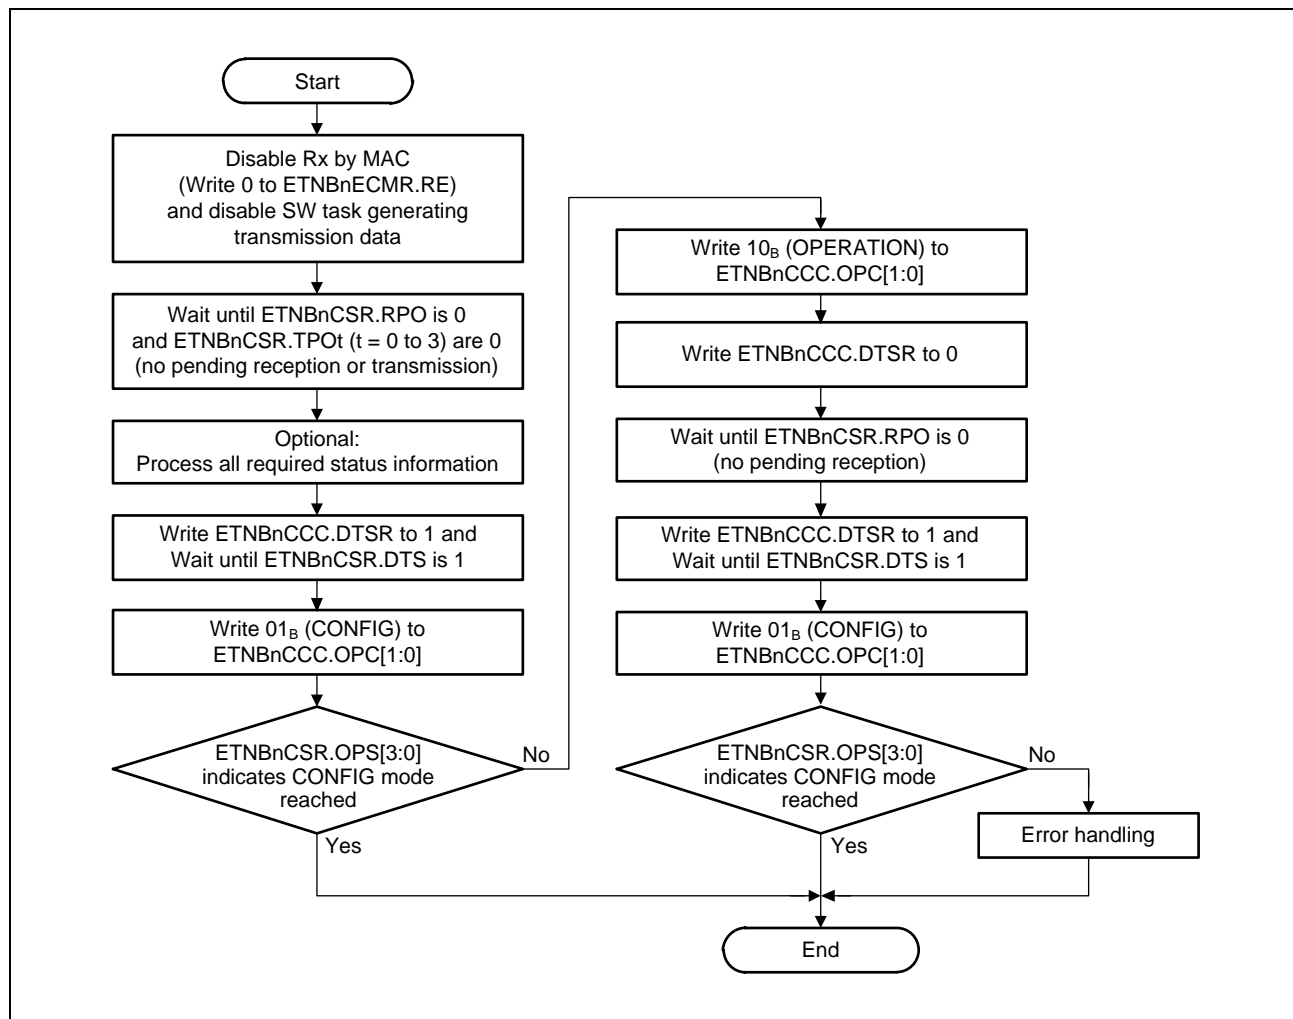 Start
Disable Rx by MAC
(Write 0 to ETNBnECMR.RE)
and disable SW task generating
transmission data
Wait until ETNBnCSR.RPO is 0
and ETNBnCSR.TPOt (t = 0 to 3) are 0
(no pending reception or transmission)
Optional:
Process all required status information
Write ETNBnCCC.DTSR to 1 and
Wait until ETNBnCSR.DTS is 1
Write 01B (CONFIG) to
ETNBnCCC.OPC[1:0]
ETNBnCSR.OPS[3:0]
indicates CONFIG mode
reached
No
Yes
Write 10B (OPERATION) to
ETNBnCCC.OPC[1:0]
Write ETNBnCCC.DTSR to 0
Wait until ETNBnCSR.RPO is 0
(no pending reception)
Write ETNBnCCC.DTSR to 1 and
Wait until ETNBnCSR.DTS is 1
Write 01B (CONFIG) to
ETNBnCCC.OPC[1:0]
ETNBnCSR.OPS[3:0]
indicates CONFIG mode
reached
No
Yes
Error handling
End